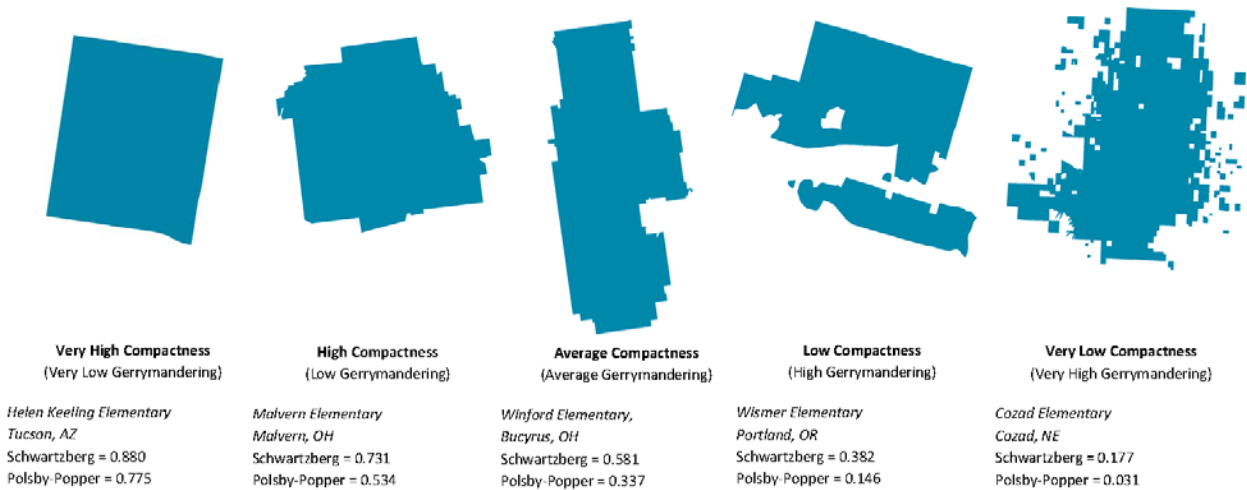 Very High Compactness
(Very Low Gerrymandering)
Helen Keeling Elementary
Tucson, AZ
Schwartzberg = 0.880
Polsby-Popper = 0.775
High Compactness
(Low Gerrymandering)
Malvern Elementary
Malvern, OH
Schwartzberg = 0.731
Polsby-Popper = 0.534
Average Compactness
(Average Gerrymandering)
Winford Elementary,
Bucyrus, OH
Schwartzberg = 0.581
Polsby-Popper = 0.337
Low Compactness
(High Gerrymandering)
Wismer Elementary
Portland, OR
Schwartzberg = 0.382
Polsby-Popper = 0.146
Very Low Compactness
(Very High Gerrymandering)
Cozad Elementary
Cozad, NE
Schwartzberg = 0.177
Polsby-Popper = 0.031